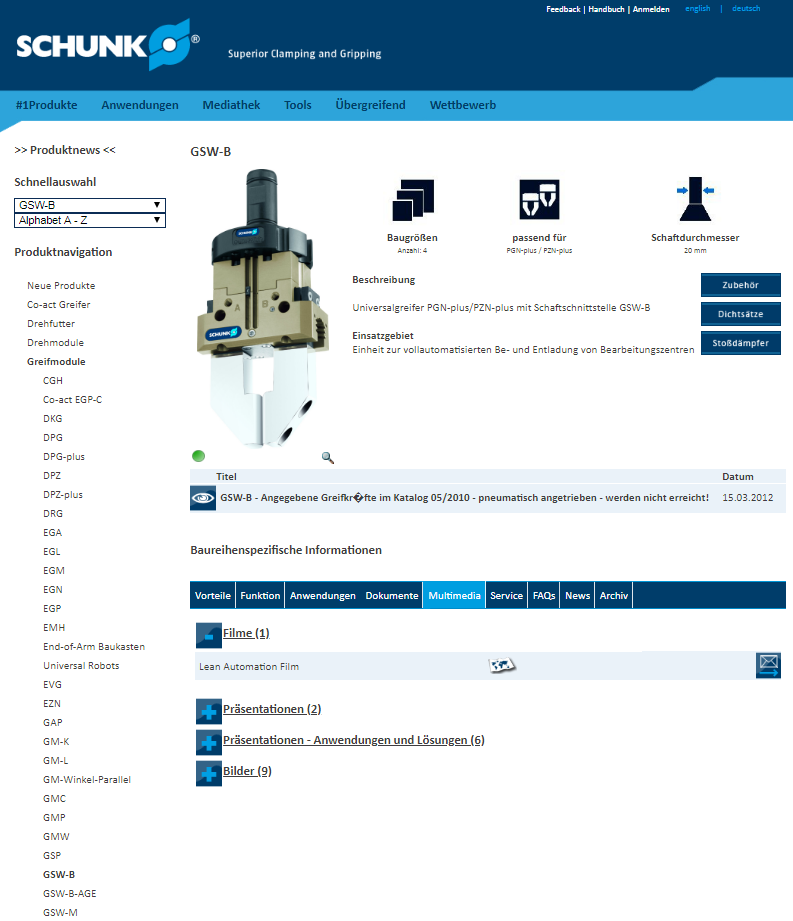 Feedback | Handbuch | Anmelden english | deutsch
SCHUNK ®
Superior Clamping and Gripping
#1Produkte Anwendungen Mediathek Tools Übergreifend Wettbewerb
>> Produktnews <<
Schnellauswahl
GSW-B
Alphabet A - Z
Produktnavigation
Neue Produkte
Co-act Greifer
Drehfutter
Drehmodule
Greifmodule
CGH
Co-act EGP-C
DKG
DPG
DPG-plus
DPZ
DPZ-plus
DRG
EGA
EGL
EGM
EGN
EGP
EMH
End-of-Arm Baukasten
Universal Robots
EVG
EZN
GAP
GM-K
GM-L
GM-Winkel-Parallel
GMC
GMP
GMW
GSP
GSW-B
GSW-B-AGE
GSW-M
GSW-B
SCHUNK
A B
SCHUNK
Baugrößen
Anzahl: 4
passend für
PGN-plus / PZN-plus
Schaftdurchmesser
20 mm
Beschreibung
Universalgreifer PGN-plus/PZN-plus mit Schaftschnittstelle GSW-B
Einsatzgebiet
Einheit zur vollautomatisierten Be- und Entladung von Bearbeitungszentren
Zubehör
Dichtsätze
Stoßdämpfer
Titel Datum
GSW-B - Angegebene Greifkr�fte im Katalog 05/2010 - pneumatisch angetrieben - werden nicht erreicht! 15.03.2012
Baureihenspezifische Informationen
Vorteile Funktion Anwendungen Dokumente Multimedia Service FAQs News Archiv
Filme (1)
Lean Automation Film
Präsentationen (2)
Präsentationen - Anwendungen und Lösungen (6)
Bilder (9)